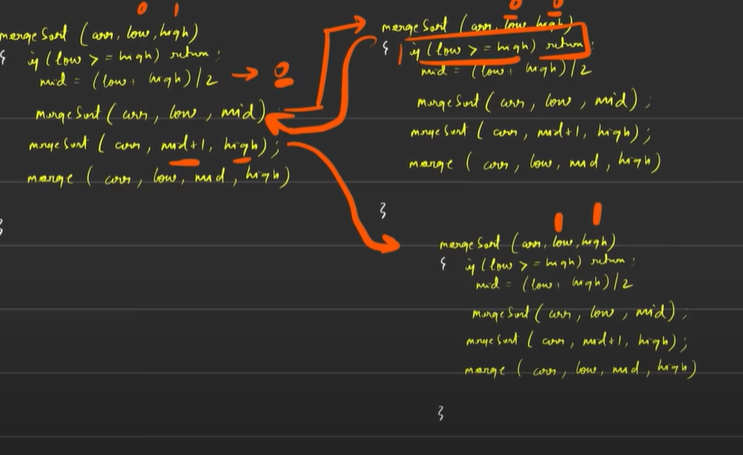 0 1
mergeSort (arr, low, high)
{ if (low >= high) return;
mid = (low + high)/2 → 0
mergeSort (arr, low, mid);
mergeSort (arr, mid+1, high);
merge (arr, low, mid, high)
}
0 0
mergeSort (arr, low, high)
{ if (low >= high) return;
mid = (low + high)/2
mergeSort (arr, low, mid);
mergeSort (arr, mid+1, high);
merge (arr, low, mid, high)
}
1 1
mergeSort (arr, low, high)
{ if (low >= high) return;
mid = (low + high)/2
mergeSort (arr, low, mid);
mergeSort (arr, mid+1, high);
merge (arr, low, mid, high)
}